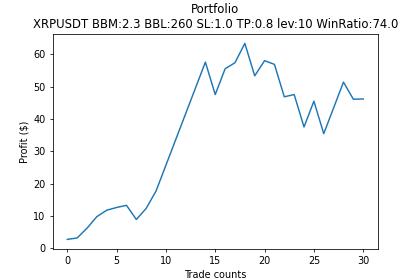 Portfolio
XRPUSDT BBM:2.3 BBL:260 SL:1.0 TP:0.8 lev:10 WinRatio:74.0
Profit ($)
60
50
40
30
20
10
0
0 5 10 15 20 25 30
Trade counts